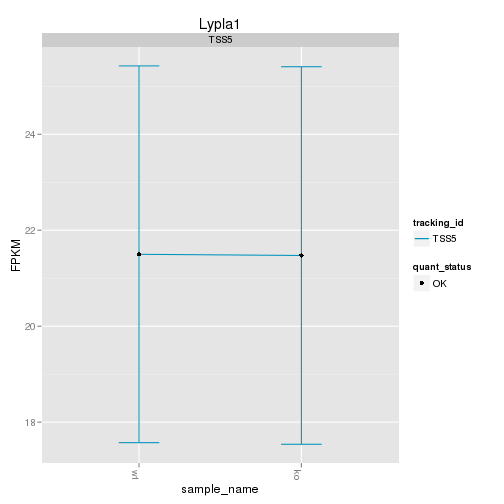 Lypla1
TSS5
24
22
20
18
FPKM
wt
ko
sample_name
tracking_id
TSS5
quant_status
OK